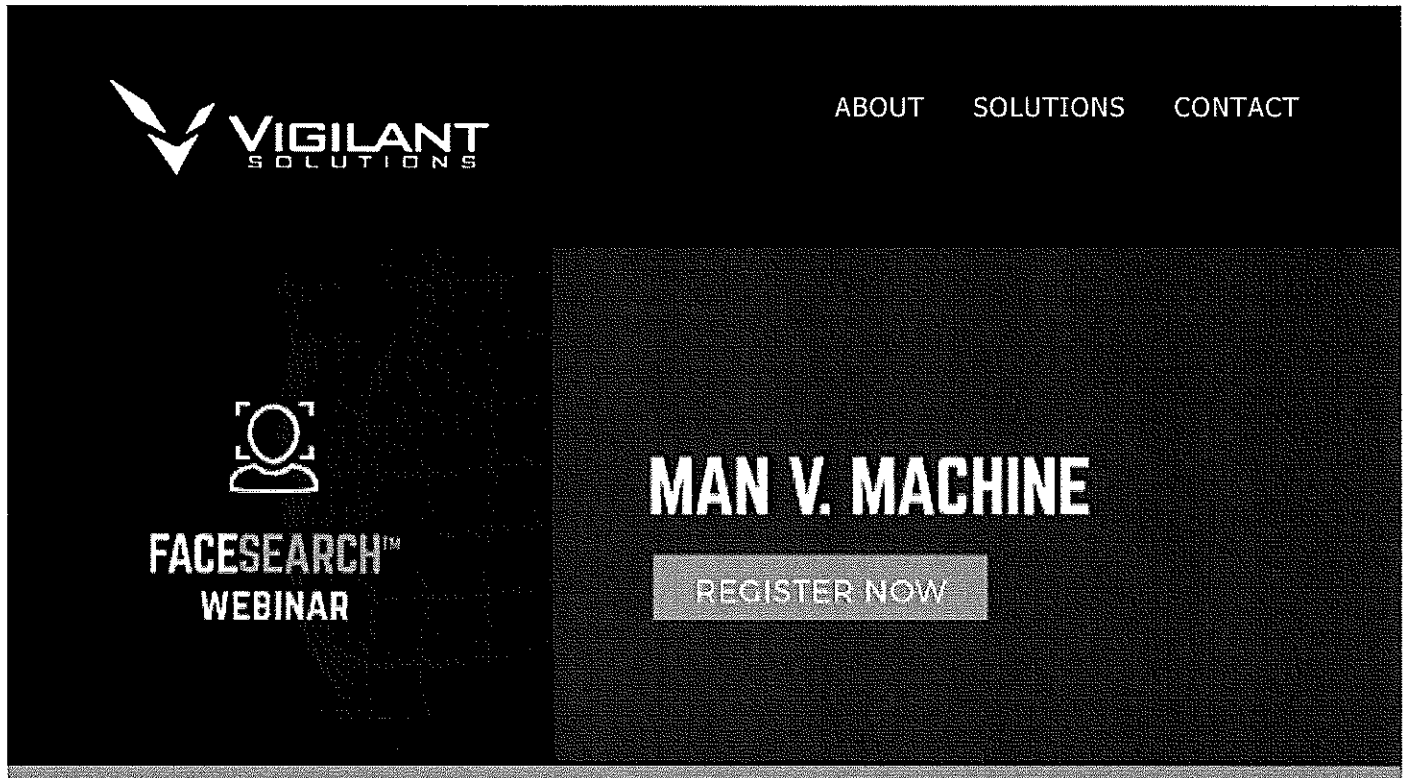 VIGILANT
SOLUTIONS
ABOUT SOLUTIONS CONTACT
FACESEARCH™
WEBINAR
MAN V. MACHINE
REGISTER NOW